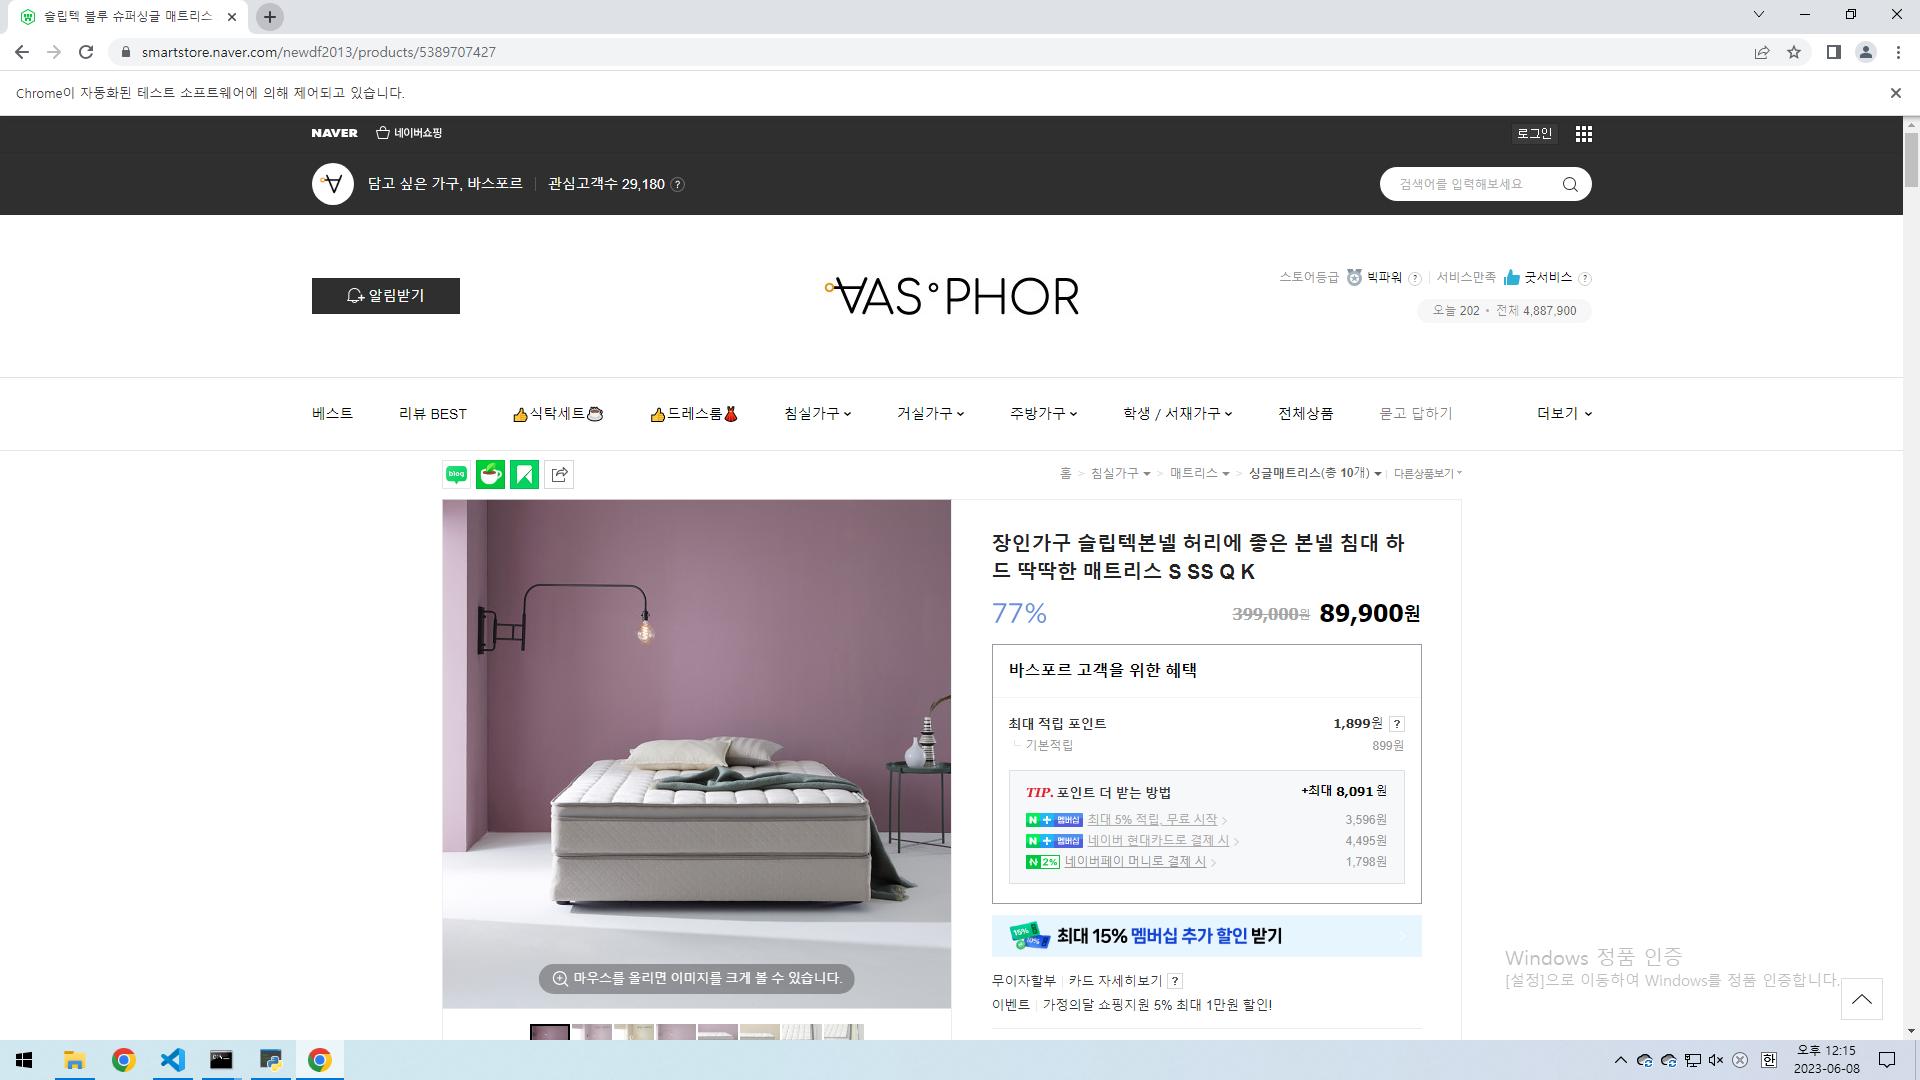 슬립텍 블루 슈퍼싱글 매트리스
smartstore.naver.com/newdf2013/products/5389707427
Chrome이 자동화된 테스트 소프트웨어에 의해 제어되고 있습니다.
NAVER 네이버쇼핑
로그인
담고 싶은 가구, 바스포르 관심고객수 29,180 ?
검색어를 입력해보세요
알림받기
VAS°PHOR
스토어등급 빅파워 ? 서비스만족 굿서비스 ?
오늘 202 • 전체 4,887,900
베스트 리뷰 BEST 👍식탁세트☕ 👍드레스룸👗 침실가구 거실가구 주방가구 학생 / 서재가구 전체상품 묻고 답하기 더보기
blog
홈 > 침실가구 > 매트리스 > 싱글매트리스(총 10개) 다른상품보기
장인가구 슬립텍본넬 허리에 좋은 본넬 침대 하
드 딱딱한 매트리스 S SS Q K
77% 399,000원 89,900원
바스포르 고객을 위한 혜택
최대 적립 포인트 1,899원 ?
기본적립 899원
TIP. 포인트 더 받는 방법 +최대 8,091 원
N + 멤버십 최대 5% 적립, 무료 시작 > 3,596원
N + 멤버십 네이버 현대카드로 결제 시 > 4,495원
N 2% 네이버페이 머니로 결제 시 > 1,798원
15% 10% 최대 15% 멤버십 추가 할인 받기
마우스를 올리면 이미지를 크게 볼 수 있습니다.
무이자할부 카드 자세히보기 ?
이벤트 가정의달 쇼핑지원 5% 최대 1만원 할인!
Windows 정품 인증
[설정]으로 이동하여 Windows를 정품 인증합니다.
한
오후 12:15
2023-06-08